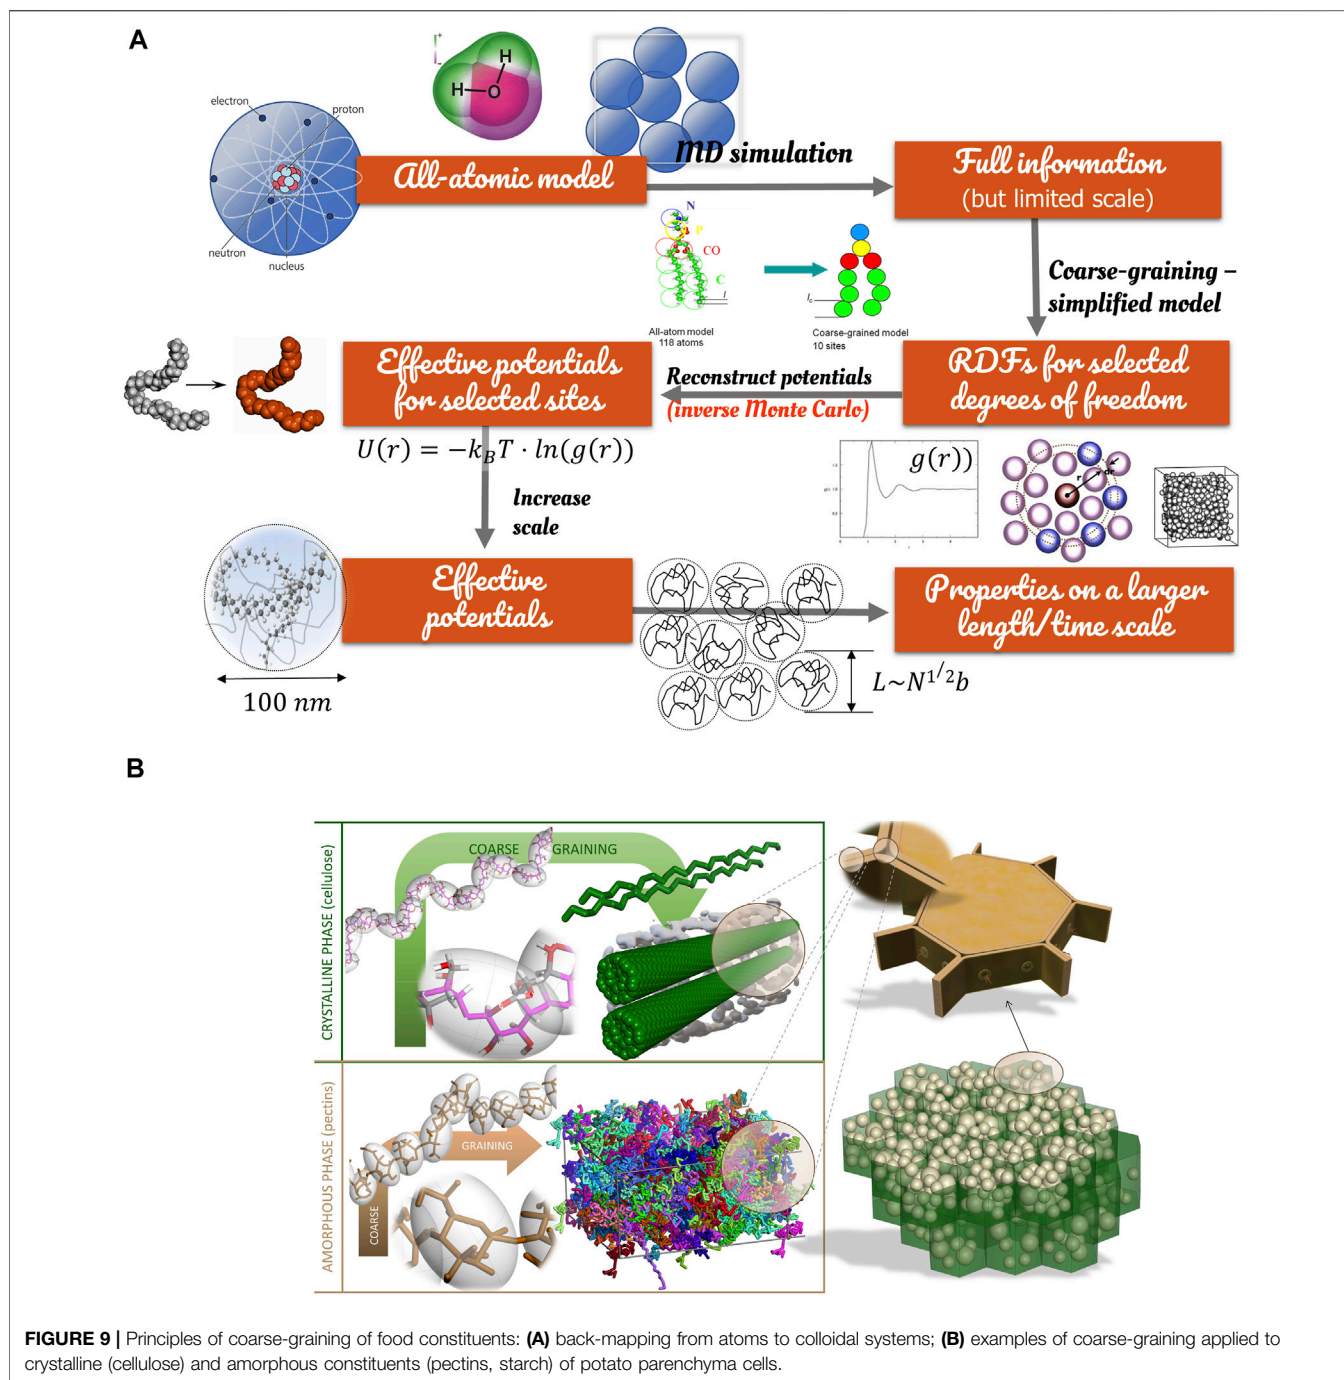 A
+
-
H
H
O
electron
proton
neutron
nucleus
All-atomic model
MD simulation
Full information
(but limited scale)
N
P
CO
C
l
All-atom model
118 atoms
l_c
Coarse-grained model
10 sites
Coarse-graining –
simplified model
Effective potentials
for selected sites
Reconstruct potentials
(inverse Monte Carlo)
RDFs for selected
degrees of freedom
U(r) = −k_BT · ln(g(r))
g(r))
r
dr
Increase
scale
Effective
potentials
Properties on a larger
length/time scale
100 nm
L~N^{1/2}b
B
CRYSTALLINE PHASE (cellulose)
COARSE GRAINING
AMORPHOUS PHASE (pectins)
COARSE
GRAINING
FIGURE 9 | Principles of coarse-graining of food constituents: (A) back-mapping from atoms to colloidal systems; (B) examples of coarse-graining applied to
crystalline (cellulose) and amorphous constituents (pectins, starch) of potato parenchyma cells.